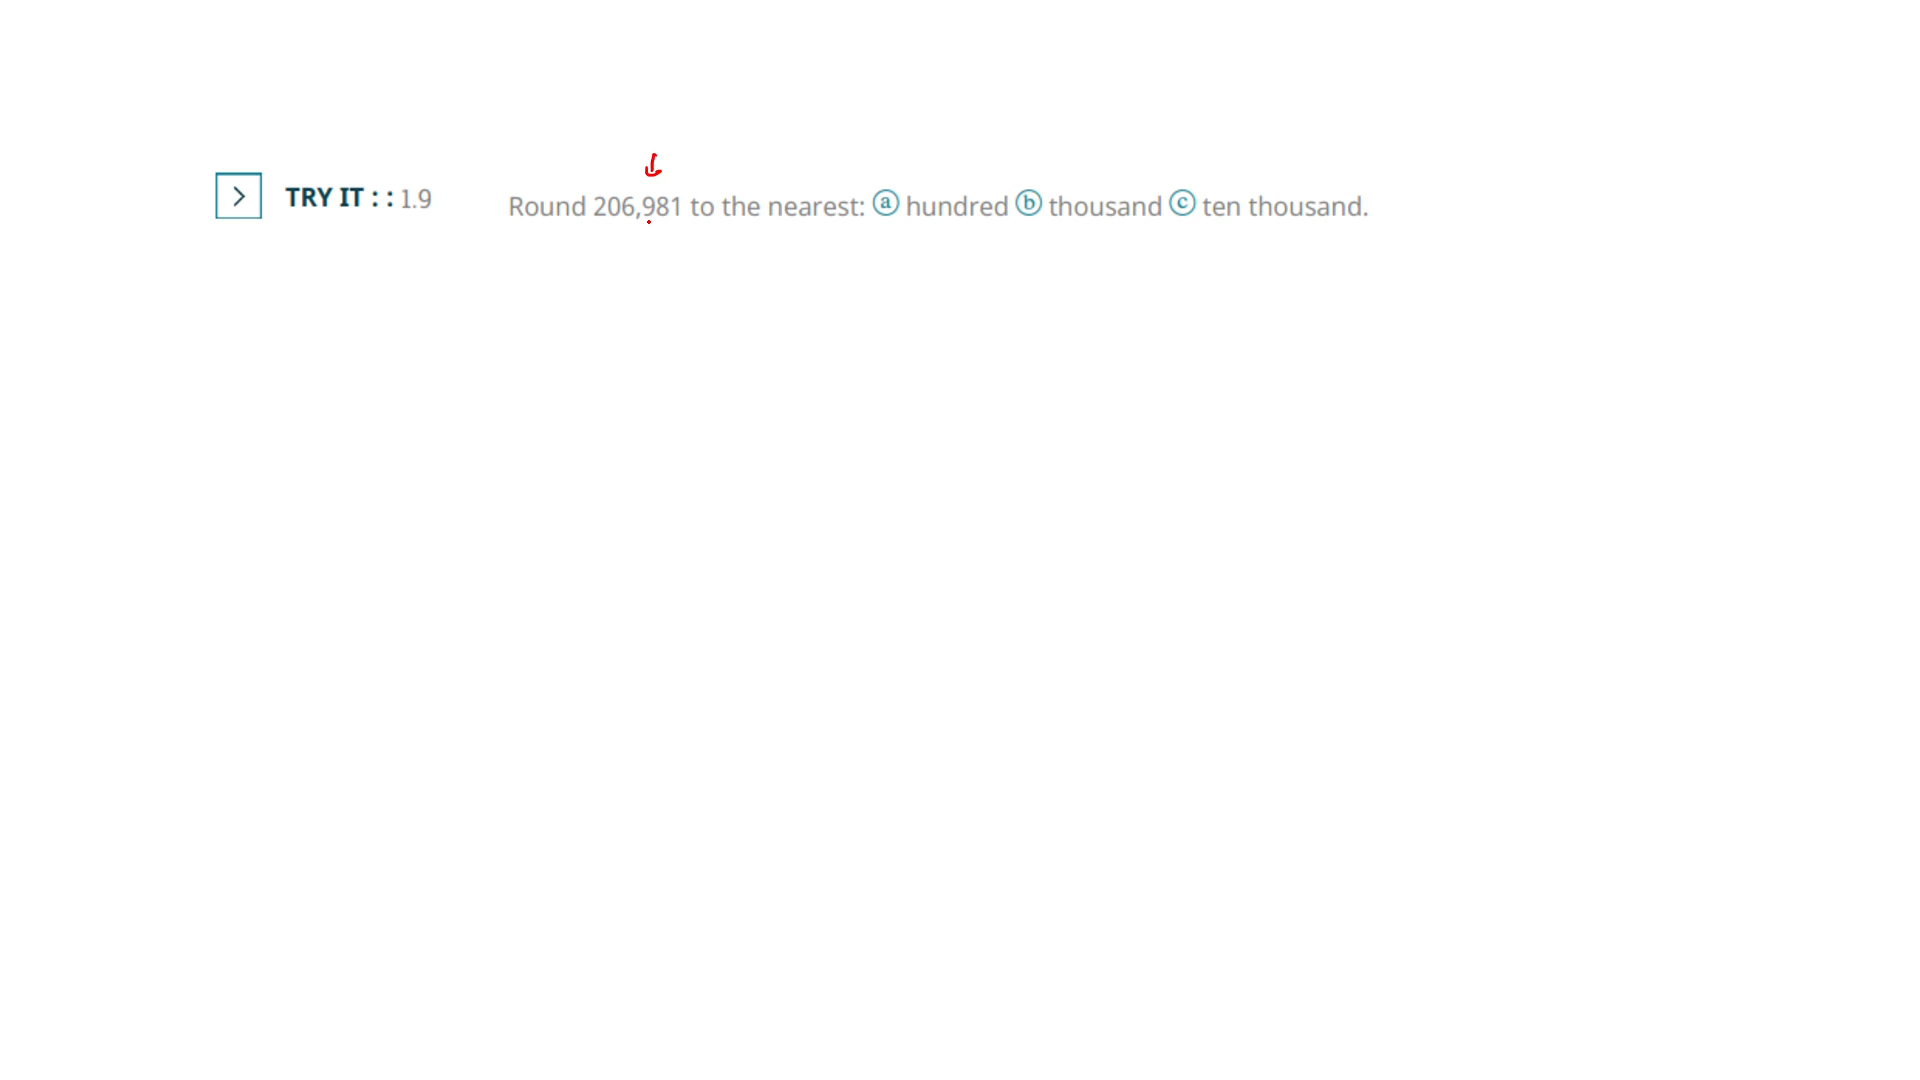 TRY IT : : 1.9 Round 206,981 to the nearest: ⓐ hundred ⓑ thousand ⓒ ten thousand.